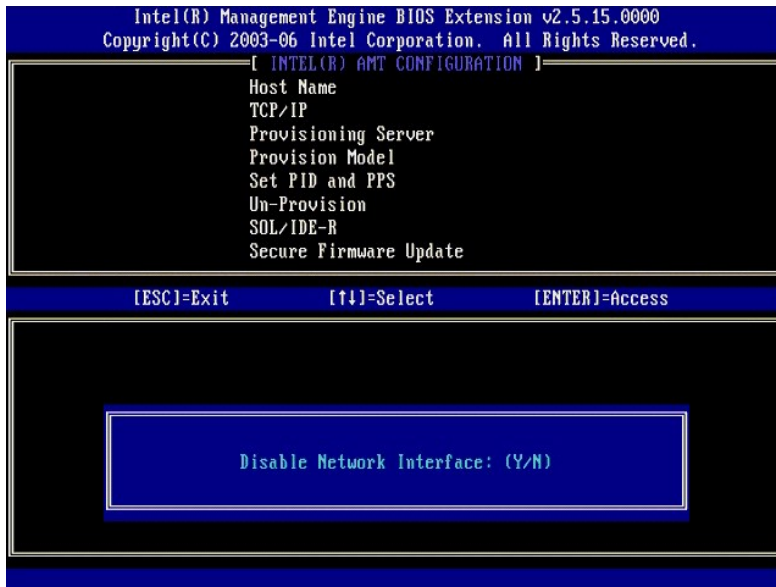 Intel(R) Management Engine BIOS Extension v2.5.15.0000
Copyright(C) 2003-06 Intel Corporation. All Rights Reserved.
[ INTEL(R) AMT CONFIGURATION ]
Host Name
TCP/IP
Provisioning Server
Provision Model
Set PID and PPS
Un-Provision
SOL/IDE-R
Secure Firmware Update
[ESC]=Exit [↑↓]=Select [ENTER]=Access
Disable Network Interface: (Y/N)